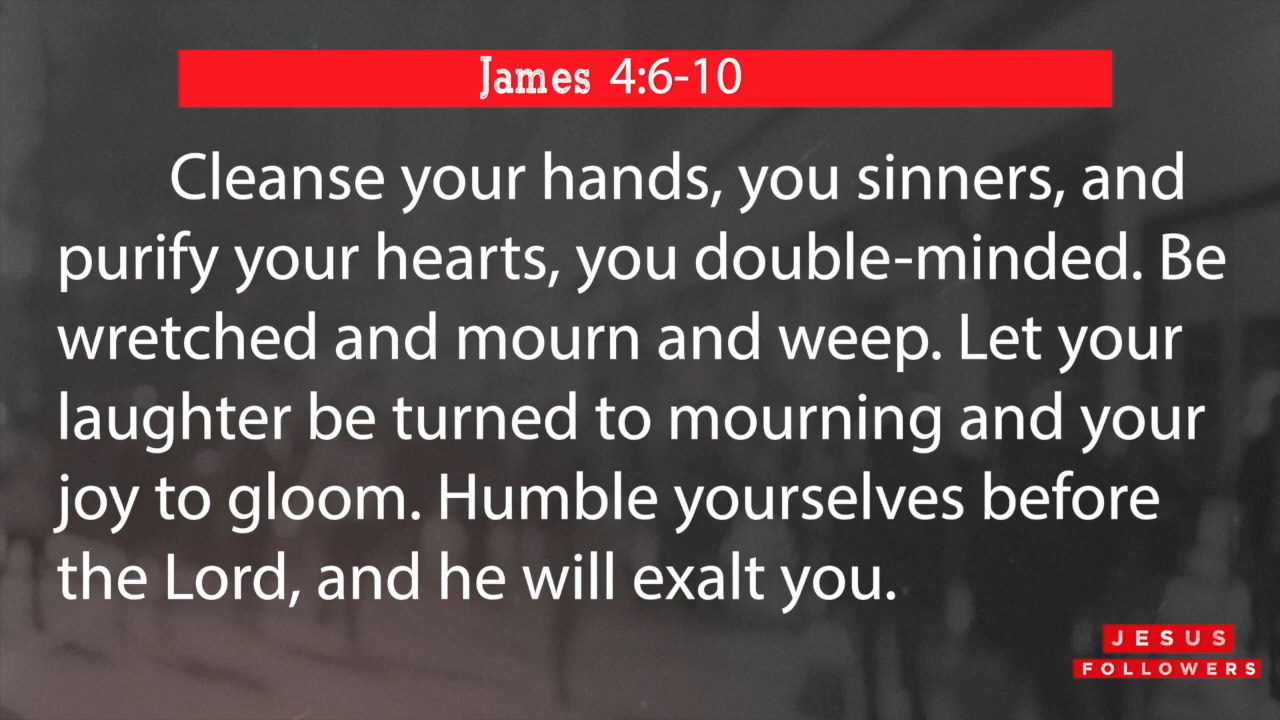 James 4:6-10
Cleanse your hands, you sinners, and
purify your hearts, you double-minded. Be
wretched and mourn and weep. Let your
laughter be turned to mourning and your
joy to gloom. Humble yourselves before
the Lord, and he will exalt you.
JESUS
FOLLOWERS